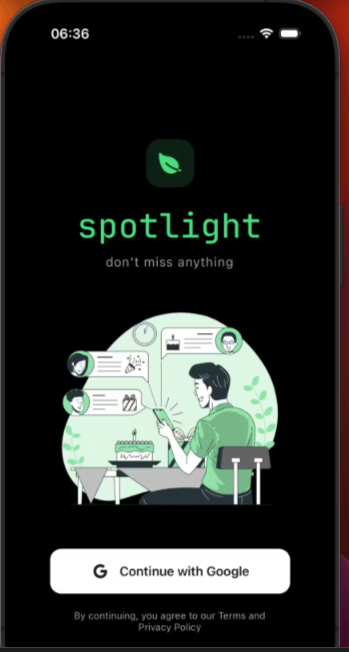 06:36
spotlight
don't miss anything
G Continue with Google
By continuing, you agree to our Terms and
Privacy Policy